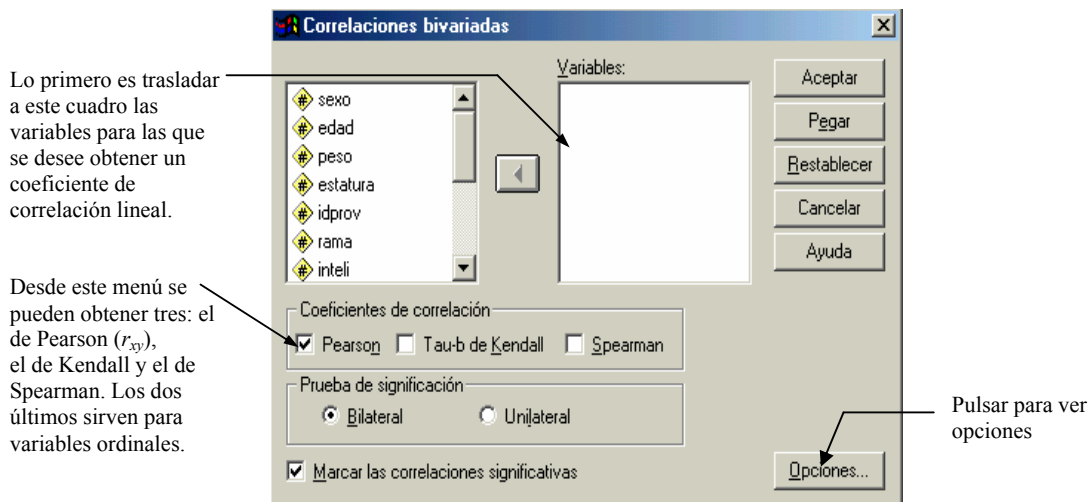 Correlaciones bivariadas
Lo primero es trasladar
a este cuadro las
variables para las que
se desee obtener un
coeficiente de
correlación lineal.
sexo
edad
peso
estatura
idprov
rama
inteli
Variables:
Aceptar
Pegar
Restablecer
Cancelar
Ayuda
Desde este menú se
pueden obtener tres: el
de Pearson (rxy),
el de Kendall y el de
Spearman. Los dos
últimos sirven para
variables ordinales.
Coeficientes de correlación
Pearson Tau-b de Kendall Spearman
Prueba de significación
Bilateral Unilateral
Marcar las correlaciones significativas
Opciones...
Pulsar para ver
opciones